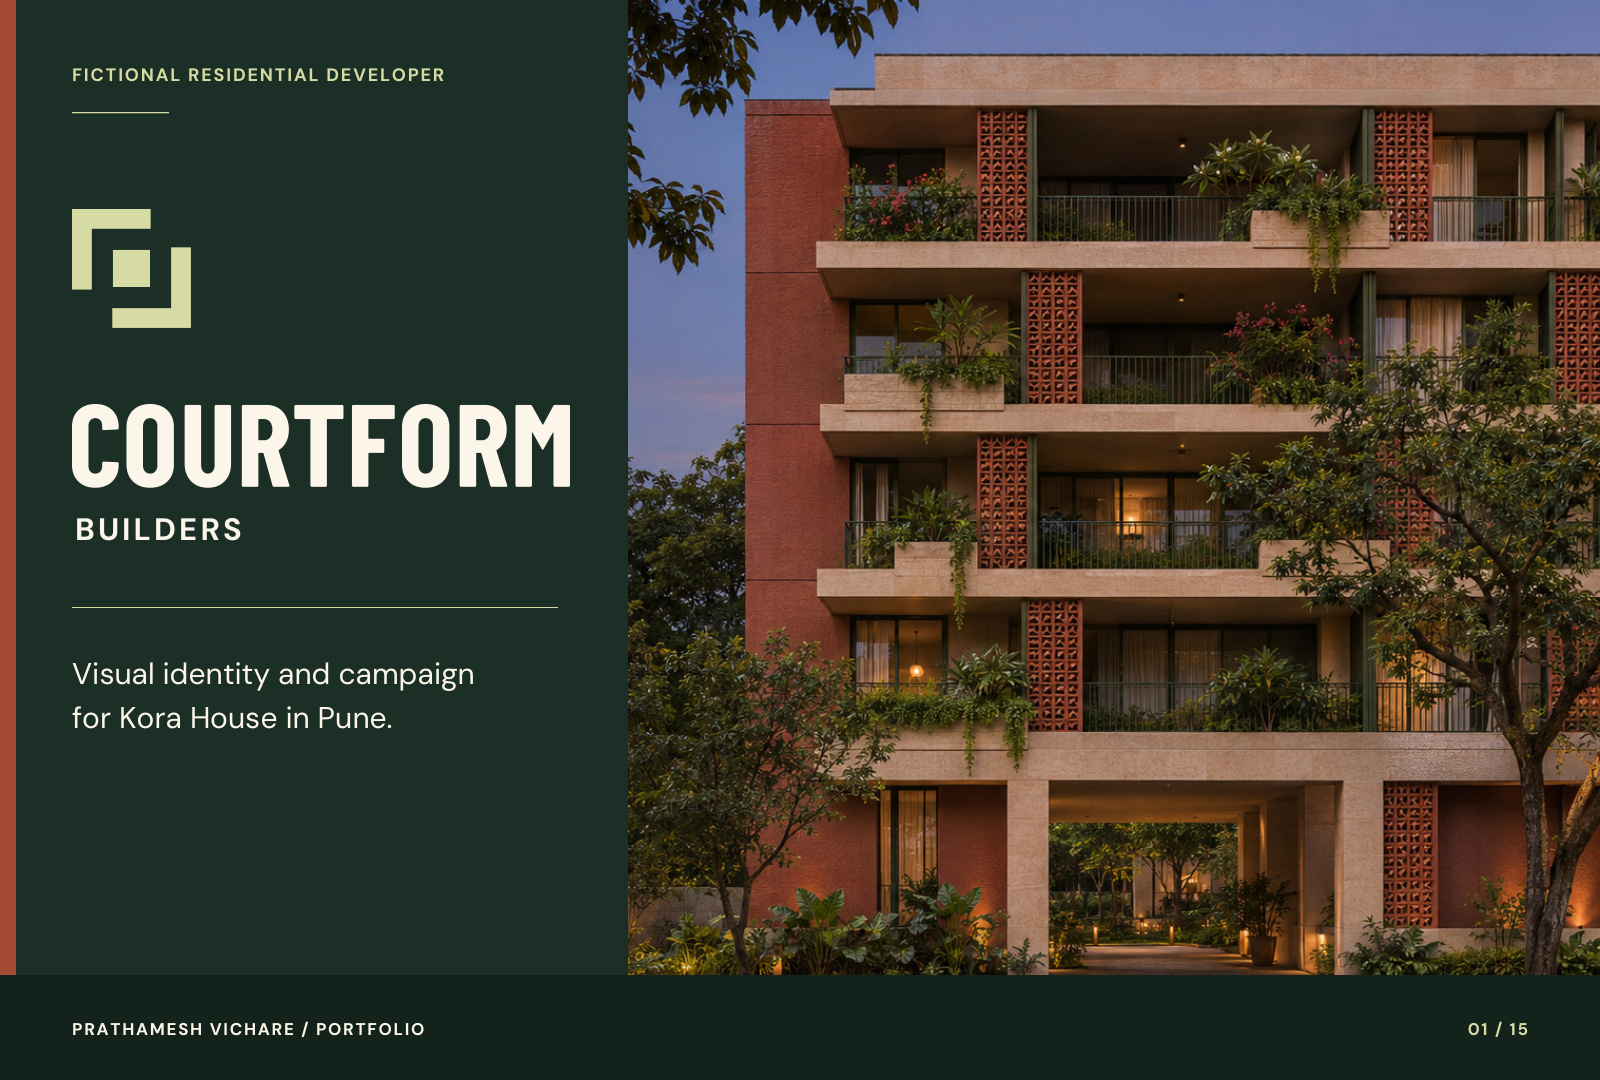 FICTIONAL RESIDENTIAL DEVELOPER
COURTFORM
BUILDERS
Visual identity and campaign
for Kora House in Pune.
PRATHAMESH VICHARE / PORTFOLIO
01 / 15